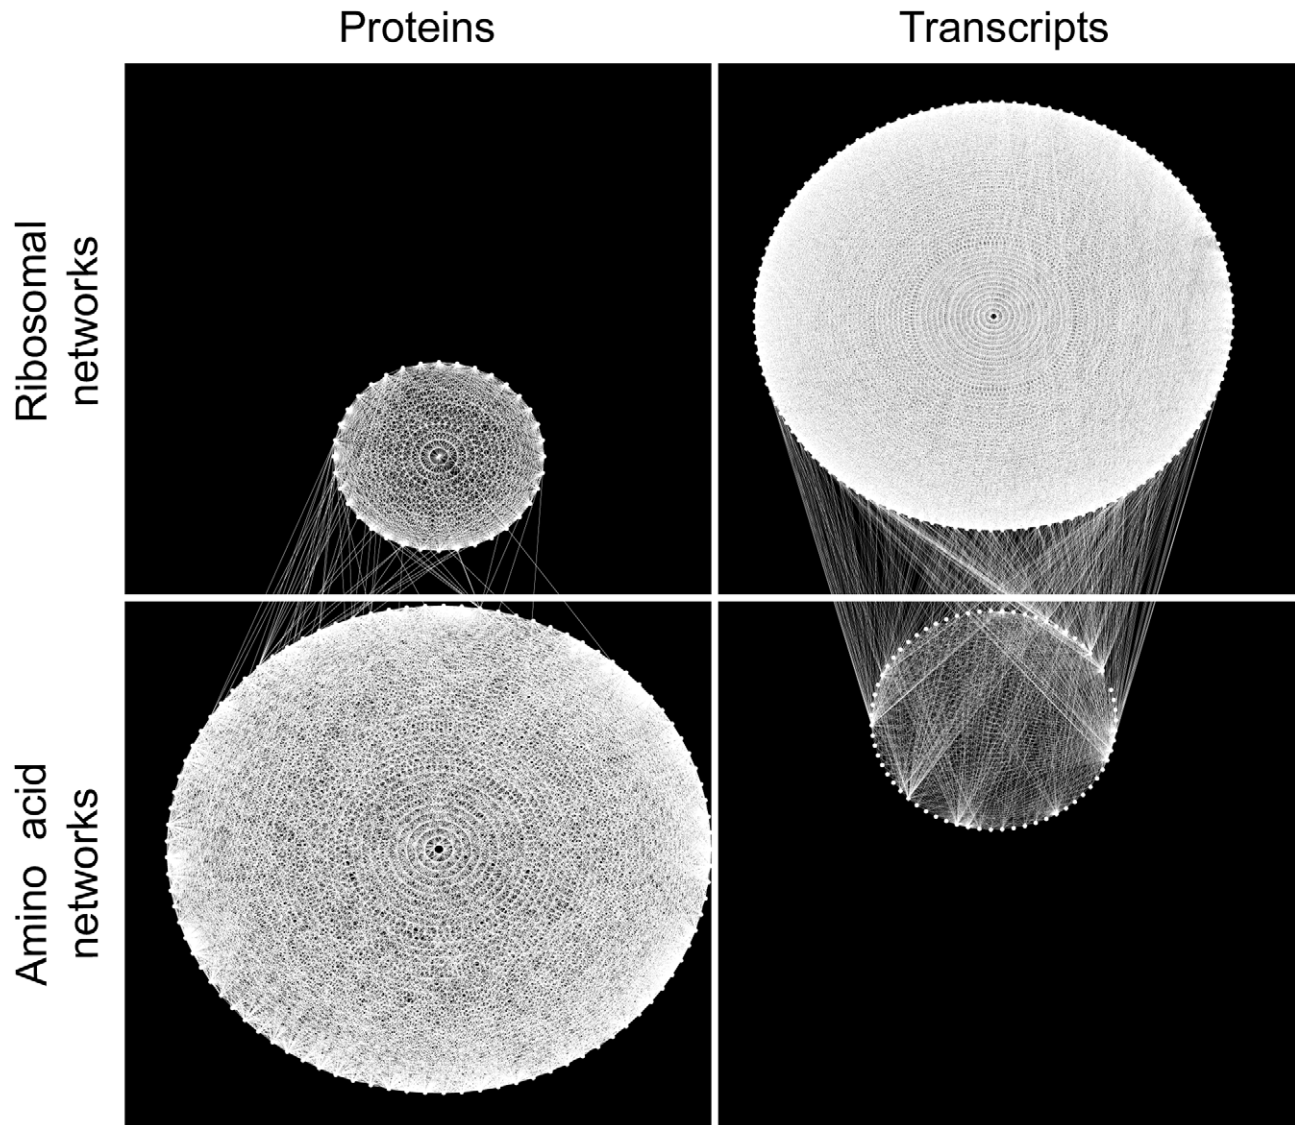 Proteins
Transcripts
Ribosomal
networks
Amino acid
networks